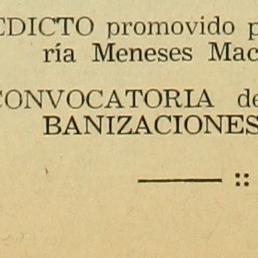 EDICTO promovido p
ría Meneses Mac
CONVOCATORIA de
BANIZACIONES